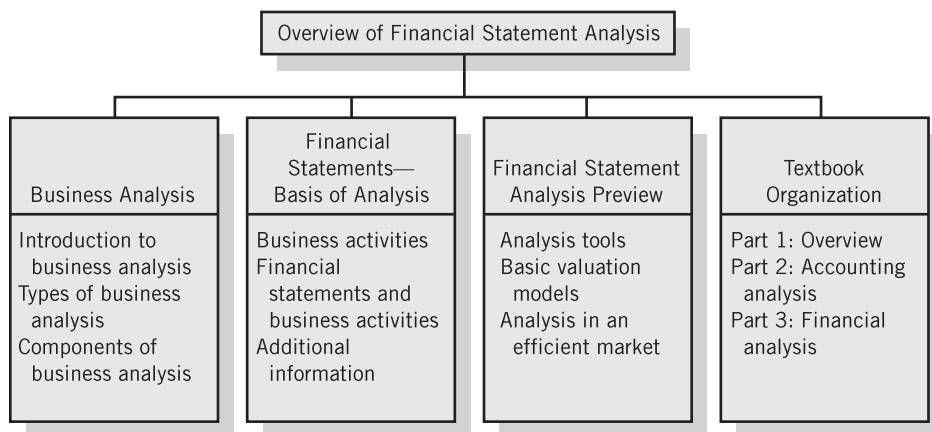 Overview of Financial Statement Analysis
Business Analysis
Introduction to
business analysis
Types of business
analysis
Components of
business analysis
Financial
Statements—
Basis of Analysis
Business activities
Financial
statements and
business activities
Additional
information
Financial Statement
Analysis Preview
Analysis tools
Basic valuation
models
Analysis in an
efficient market
Textbook
Organization
Part 1: Overview
Part 2: Accounting
analysis
Part 3: Financial
analysis